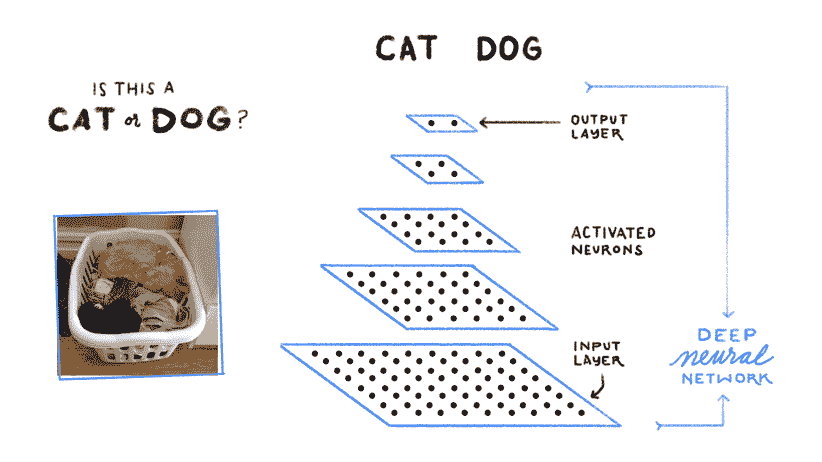 CAT DOG
IS THIS A
CAT or DOG?
OUTPUT
LAYER
ACTIVATED
NEURONS
INPUT
LAYER
DEEP
neural
NETWORK